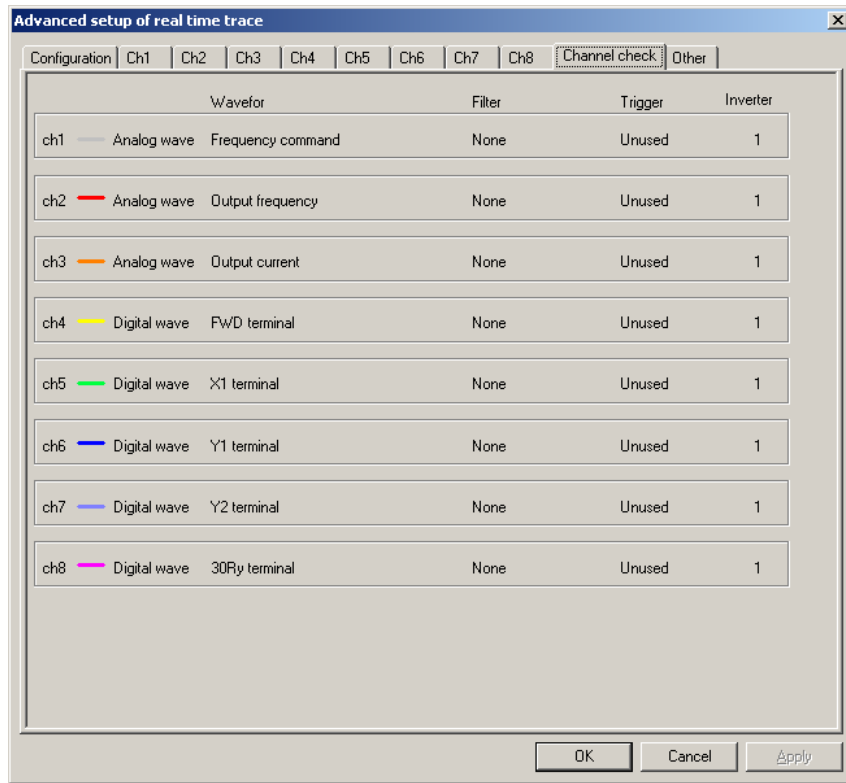 Advanced setup of real time trace
Configuration Ch1 Ch2 Ch3 Ch4 Ch5 Ch6 Ch7 Ch8 Channel check Other
Wavefor Filter Trigger Inverter
ch1 Analog wave Frequency command None Unused 1
ch2 Analog wave Output frequency None Unused 1
ch3 Analog wave Output current None Unused 1
ch4 Digital wave FWD terminal None Unused 1
ch5 Digital wave X1 terminal None Unused 1
ch6 Digital wave Y1 terminal None Unused 1
ch7 Digital wave Y2 terminal None Unused 1
ch8 Digital wave 30Ry terminal None Unused 1
OK Cancel Apply